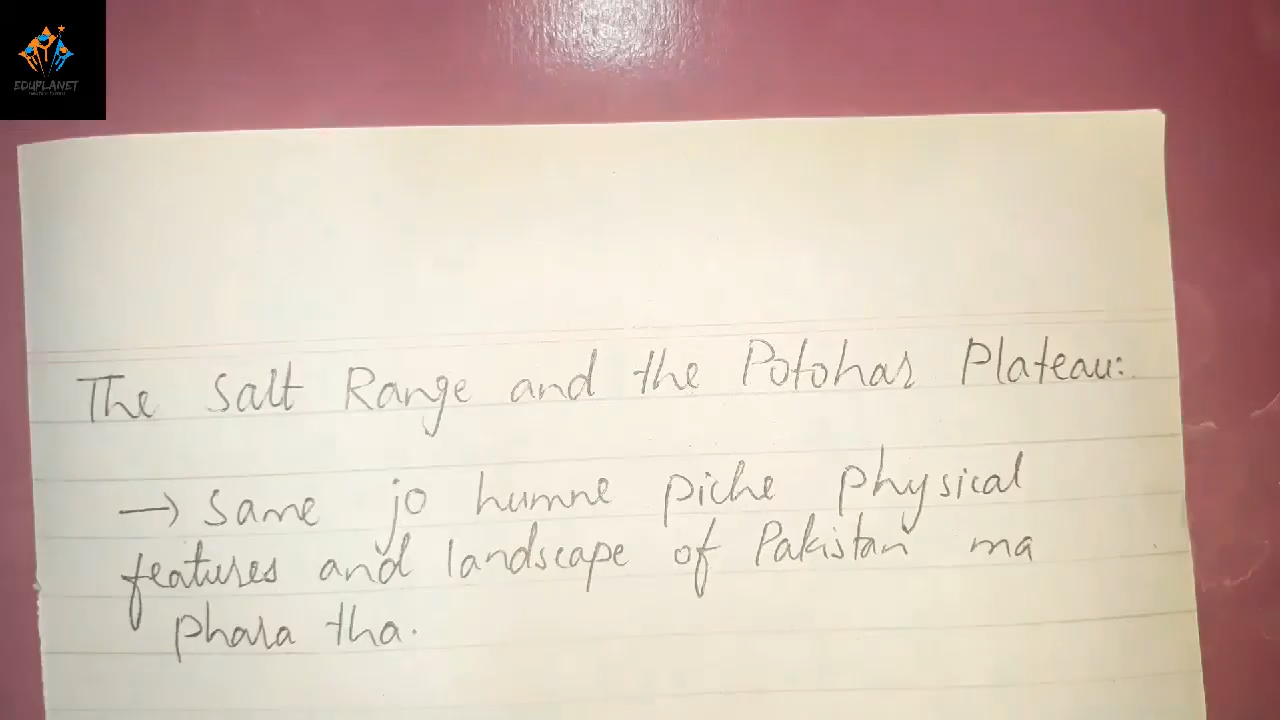 EDUPLANET
The Salt Range and the Potohar Plateau:
→ Same jo humne piche physical
features and landscape of Pakistan ma
phara tha.